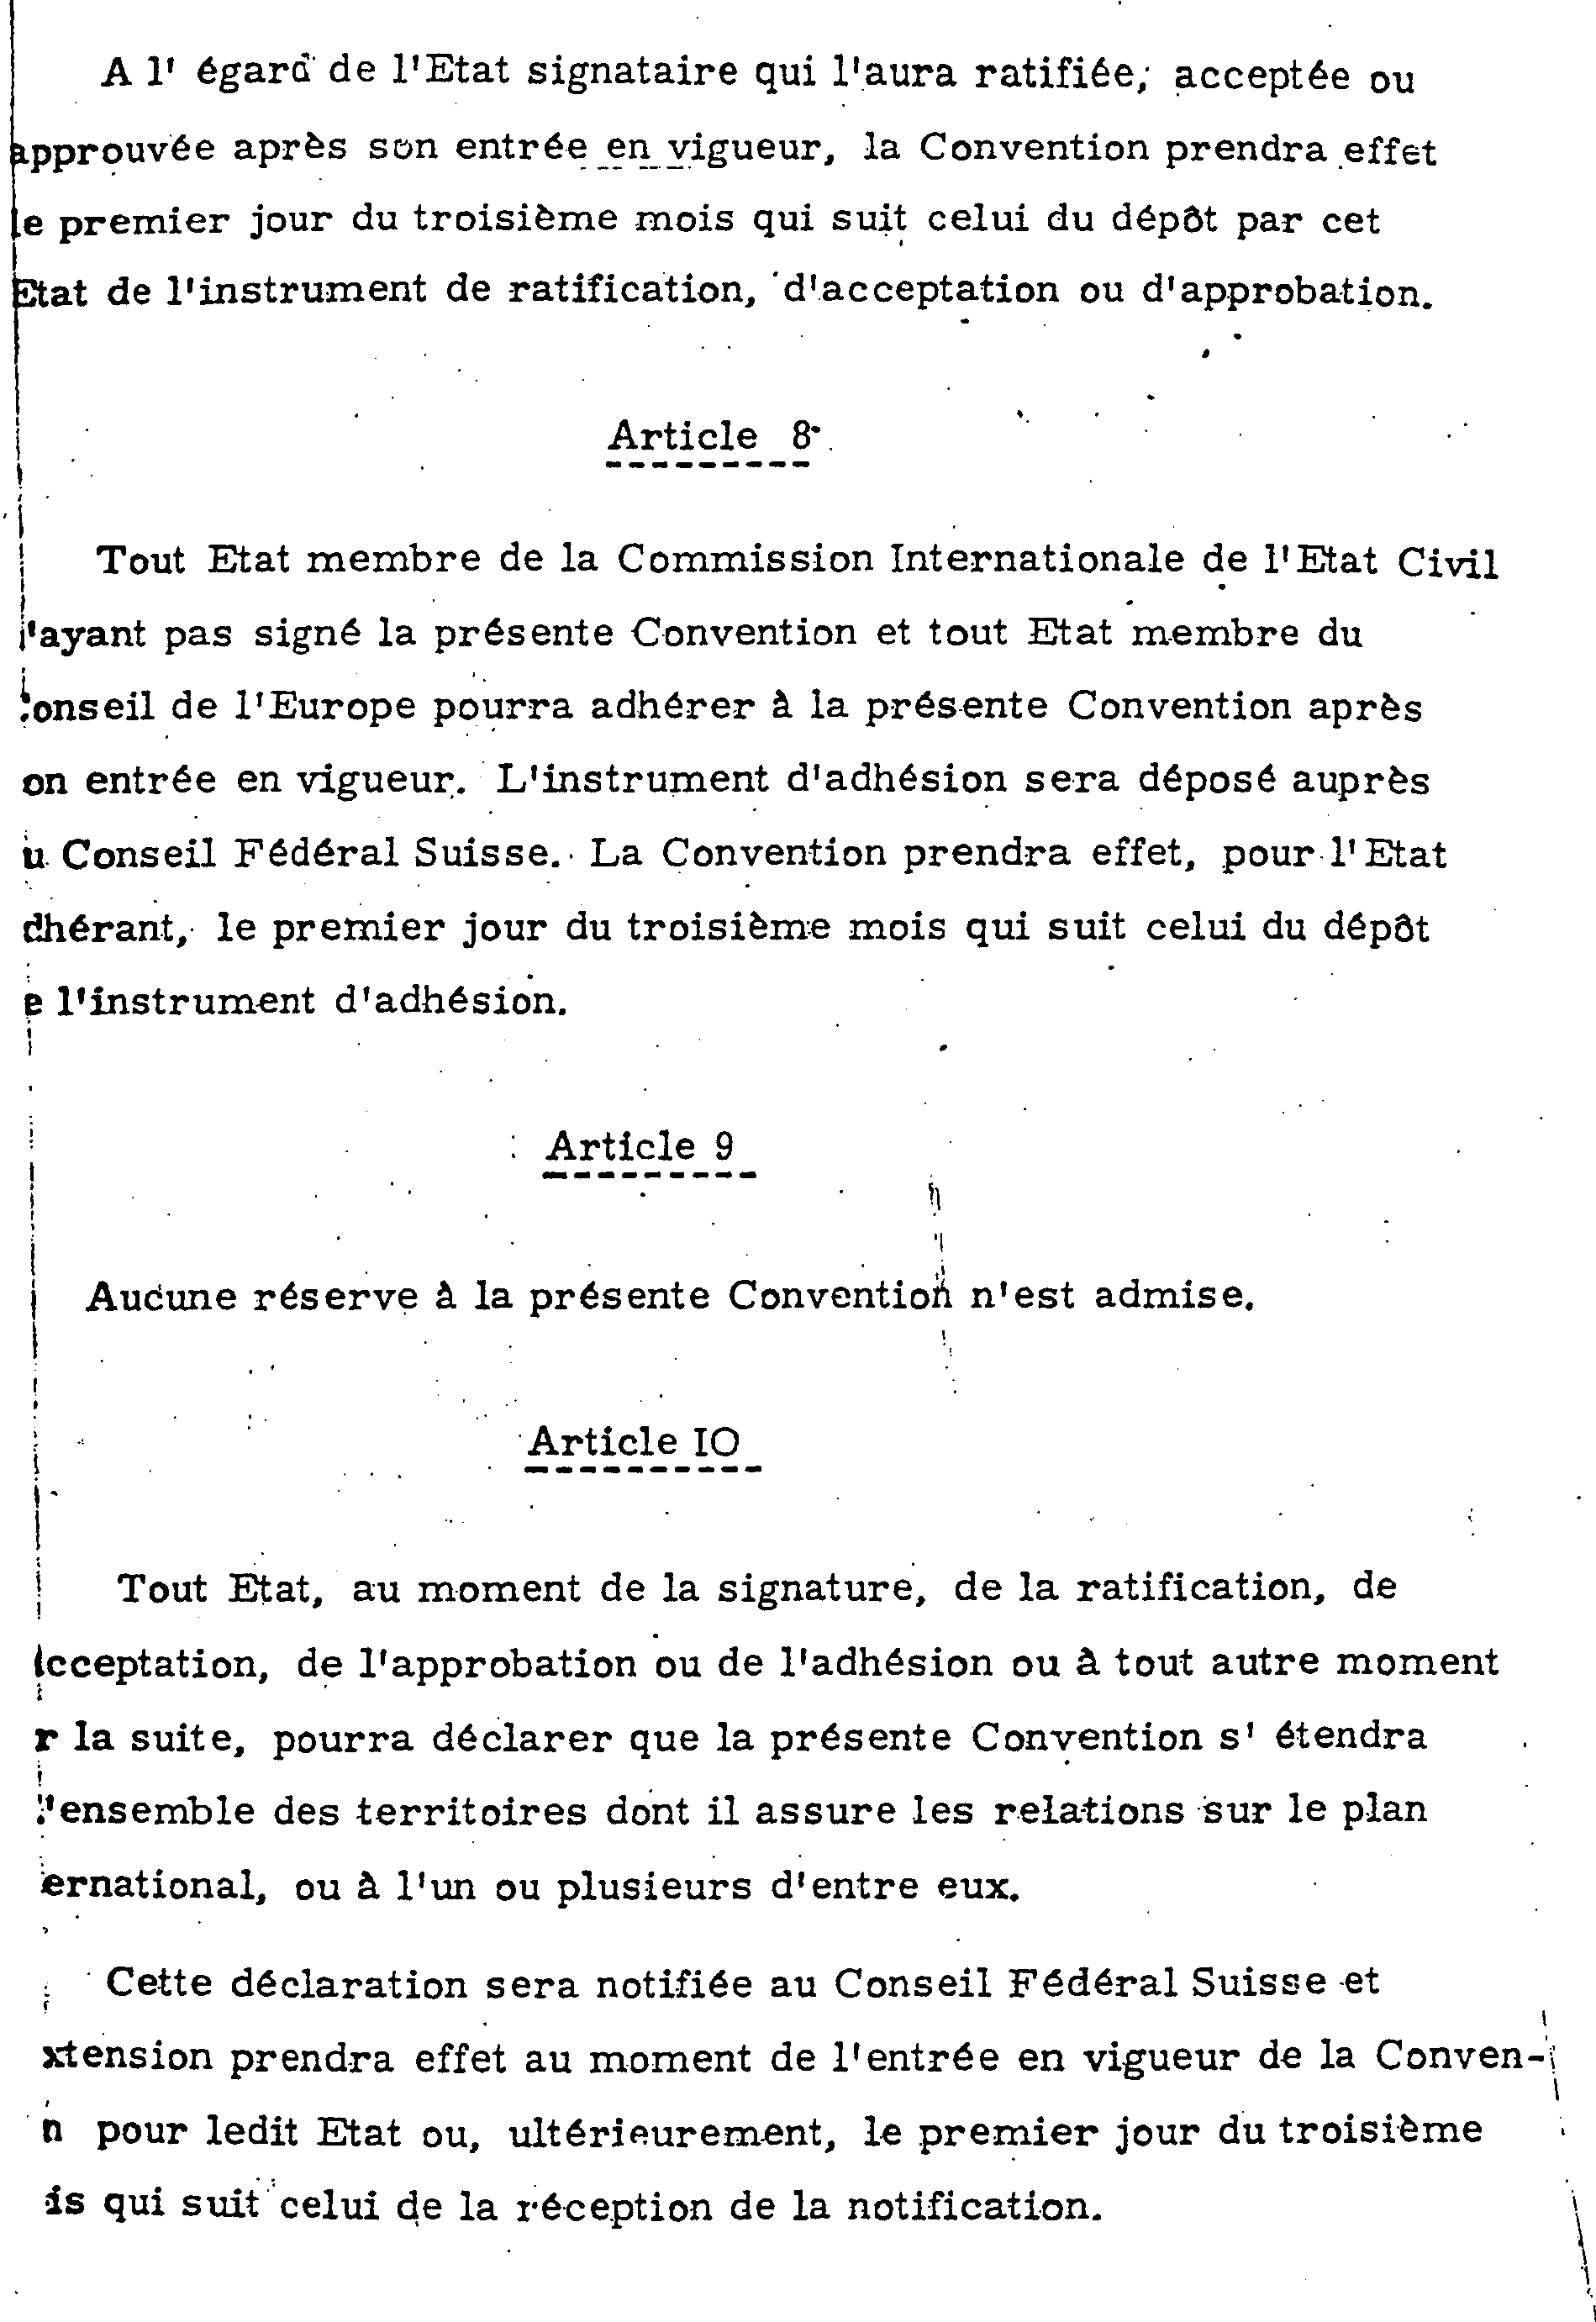 A l' égard de l'Etat signataire qui l'aura ratifiée, acceptée ou
approuvée après son entrée en vigueur, la Convention prendra effet
le premier jour du troisième mois qui suit celui du dépôt par cet
Etat de l'instrument de ratification, d'acceptation ou d'approbation.
Article 8
Tout Etat membre de la Commission Internationale de l'Etat Civil
'ayant pas signé la présente Convention et tout Etat membre du
onseil de l'Europe pourra adhérer à la présente Convention après
on entrée en vigueur. L'instrument d'adhésion sera déposé auprès
u Conseil Fédéral Suisse. La Convention prendra effet, pour l'Etat
dhérant, le premier jour du troisième mois qui suit celui du dépôt
e l'instrument d'adhésion.
Article 9
Aucune réserve à la présente Convention n'est admise.
Article IO
Tout Etat, au moment de la signature, de la ratification, de
cceptation, de l'approbation ou de l'adhésion ou à tout autre moment
r la suite, pourra déclarer que la présente Convention s' étendra
'ensemble des territoires dont il assure les relations sur le plan
ernational, ou à l'un ou plusieurs d'entre eux.
Cette déclaration sera notifiée au Conseil Fédéral Suisse et
xtension prendra effet au moment de l'entrée en vigueur de la Conven-
n pour ledit Etat ou, ultérieurement, le premier jour du troisième
is qui suit celui de la réception de la notification.